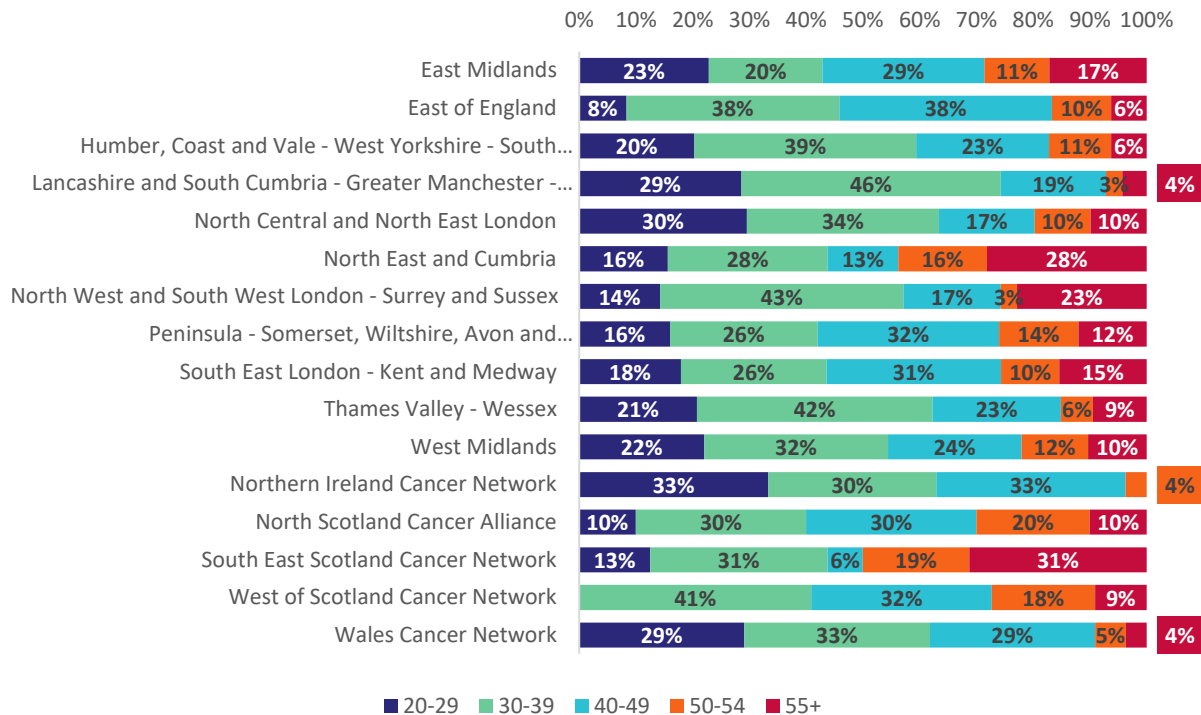 0% 10% 20% 30% 40% 50% 60% 70% 80% 90% 100%
East Midlands 23% 20% 29% 11% 17%
East of England 8% 38% 38% 10% 6%
Humber, Coast and Vale - West Yorkshire - South... 20% 39% 23% 11% 6%
Lancashire and South Cumbria - Greater Manchester -... 29% 46% 19% 3% 4%
North Central and North East London 30% 34% 17% 10% 10%
North East and Cumbria 16% 28% 13% 16% 28%
North West and South West London - Surrey and Sussex 14% 43% 17% 3% 23%
Peninsula - Somerset, Wiltshire, Avon and... 16% 26% 32% 14% 12%
South East London - Kent and Medway 18% 26% 31% 10% 15%
Thames Valley - Wessex 21% 42% 23% 6% 9%
West Midlands 22% 32% 24% 12% 10%
Northern Ireland Cancer Network 33% 30% 33% 4%
North Scotland Cancer Alliance 10% 30% 30% 20% 10%
South East Scotland Cancer Network 13% 31% 6% 19% 31%
West of Scotland Cancer Network 41% 32% 18% 9%
Wales Cancer Network 29% 33% 29% 5% 4%
20-29 30-39 40-49 50-54 55+